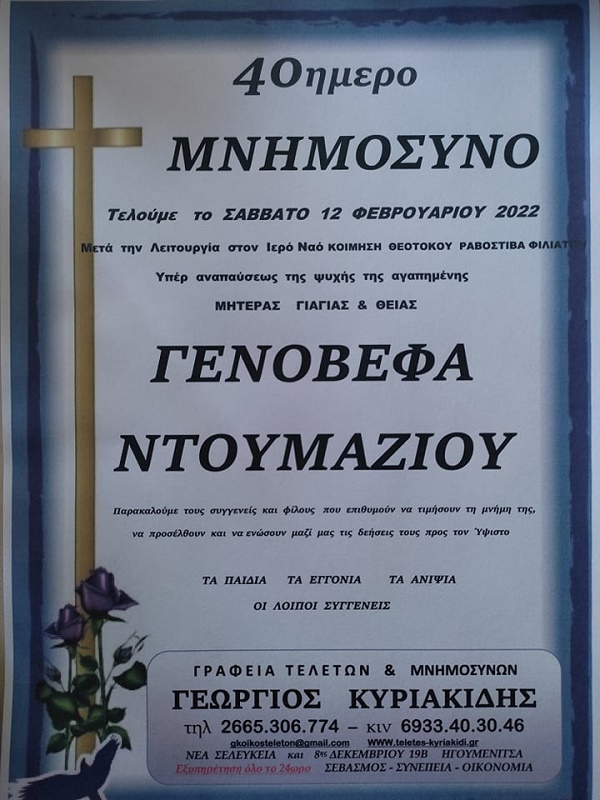 40ημερο
ΜΝΗΜΟΣΥΝΟ
Τελούμε το ΣΑΒΒΑΤΟ 12 ΦΕΒΡΟΥΑΡΙΟΥ 2022
Μετά την Λειτουργία στον Ιερό Ναό ΚΟΙΜΗΣΗ ΘΕΟΤΟΚΟΥ ΡΑΒΟΣΤΙΒΑ ΦΙΛΙΑΤΩΝ
Υπέρ αναπαύσεως της ψυχής της αγαπημένης
ΜΗΤΕΡΑΣ ΓΙΑΓΙΑΣ & ΘΕΙΑΣ
ΓΕΝΟΒΕΦΑ
ΝΤΟΥΜΑΖΙΟΥ
Παρακαλούμε τους συγγενείς και φίλους που επιθυμούν να τιμήσουν τη μνήμη της,
να προσέλθουν και να ενώσουν μαζί μας τις δεήσεις τους προς τον Ύψιστο
ΤΑ ΠΑΙΔΙΑ ΤΑ ΕΓΓΟΝΙΑ ΤΑ ΑΝΙΨΙΑ
ΟΙ ΛΟΙΠΟΙ ΣΥΓΓΕΝΕΙΣ
ΓΡΑΦΕΙΑ ΤΕΛΕΤΩΝ & ΜΝΗΜΟΣΥΝΩΝ
ΓΕΩΡΓΙΟΣ ΚΥΡΙΑΚΙΔΗΣ
τηλ 2665.306.774 – κιν 6933.40.30.46
gkoikosteleton@gmail.com WWW.teletes-kyriakidi.gr
ΝΕΑ ΣΕΛΕΥΚΕΙΑ και 8ης ΔΕΚΕΜΒΡΙΟΥ 19Β ΗΓΟΥΜΕΝΙΤΣΑ
Εξυπηρέτηση όλο το 24ωρο ΣΕΒΑΣΜΟΣ - ΣΥΝΕΠΕΙΑ - ΟΙΚΟΝΟΜΙΑ